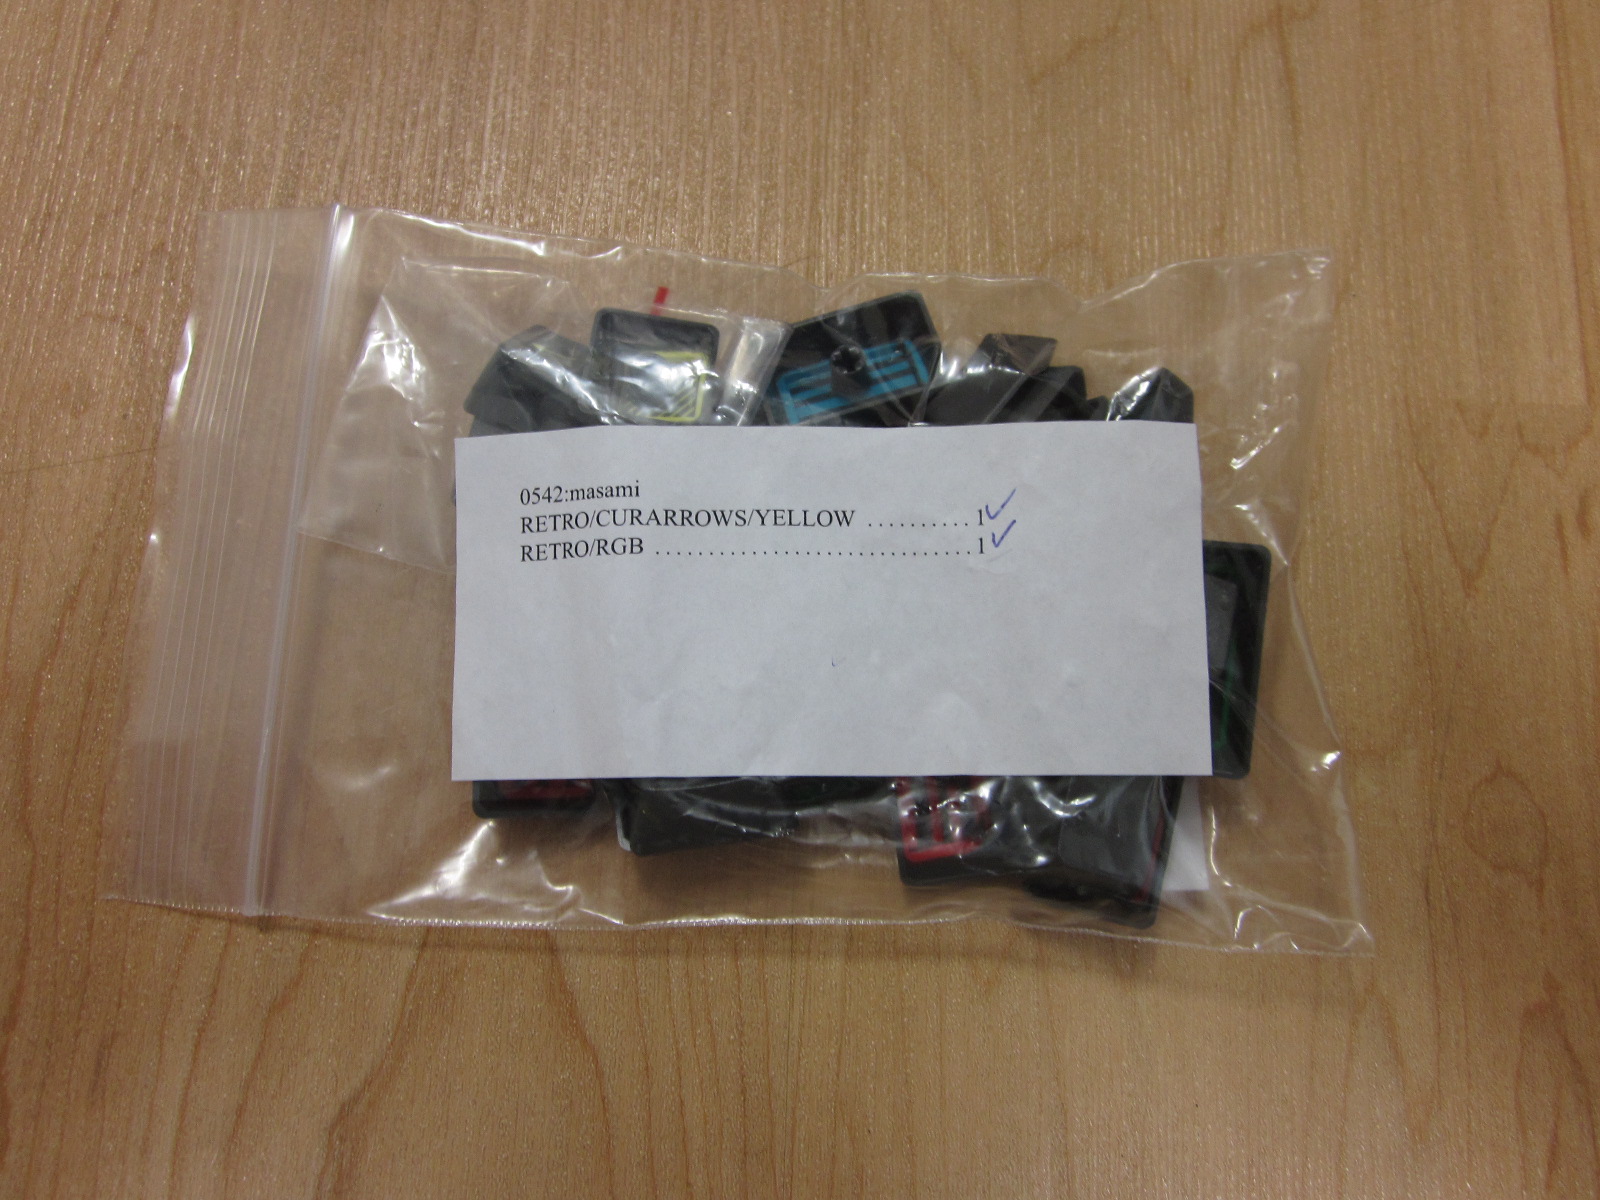 0542:masami
RETRO/CURARROWS/YELLOW .......... 1✓
RETRO/RGB .............................. 1✓